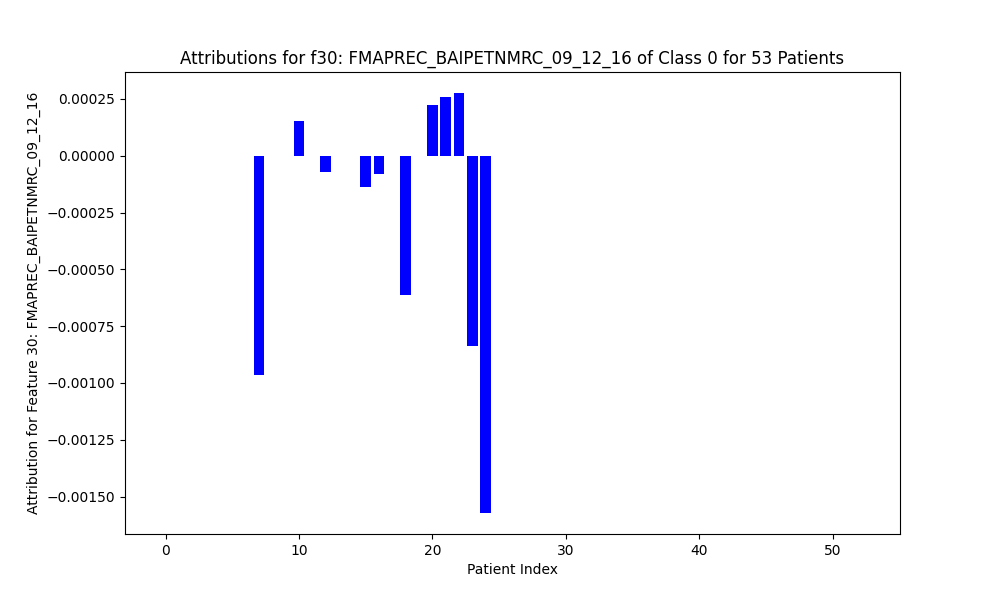 Attributions for f30: FMAPREC_BAIPETNMRC_09_12_16 of Class 0 for 53 Patients
Attribution for Feature 30: FMAPREC_BAIPETNMRC_09_12_16
0.00025
0.00000
−0.00025
−0.00050
−0.00075
−0.00100
−0.00125
−0.00150
0 10 20 30 40 50
Patient Index